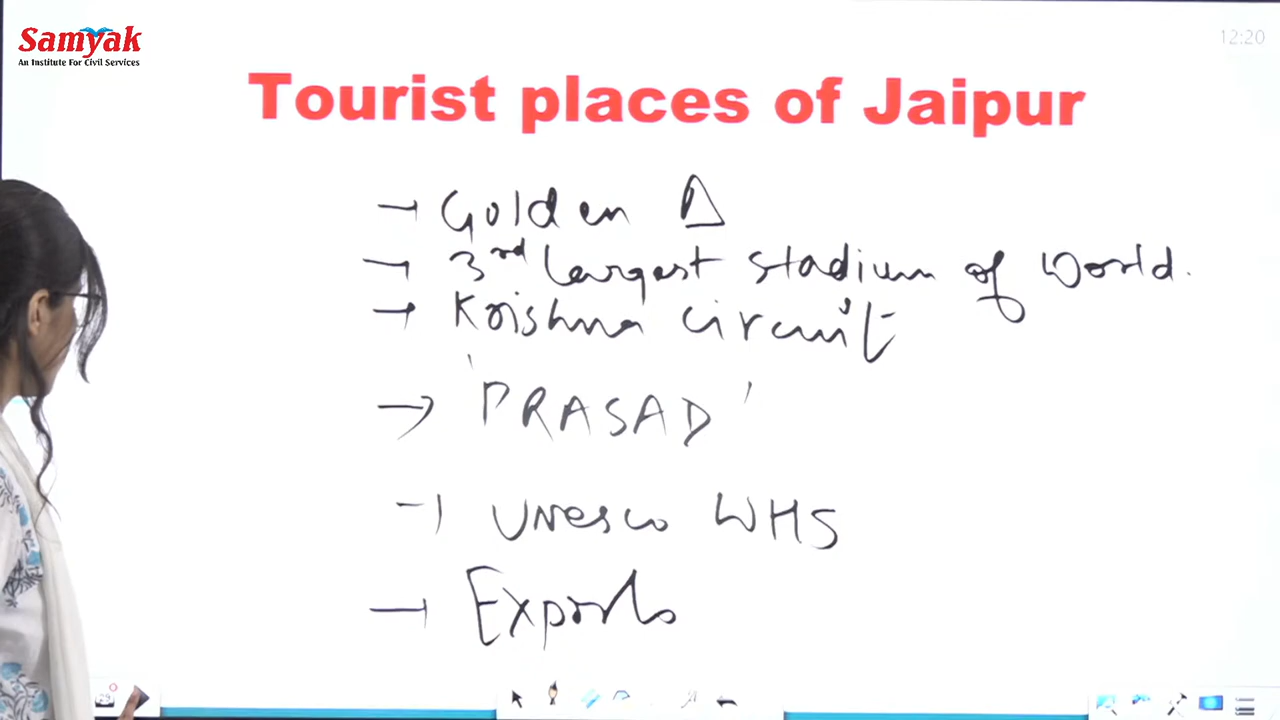 Samyak
An Institute For Civil Services
12:20
Tourist places of Jaipur
→ Golden Δ
→ 3rd largest stadium of World.
→ Krishna circuit
→ 'PRASAD'
→ Unesco WHS
→ Exports